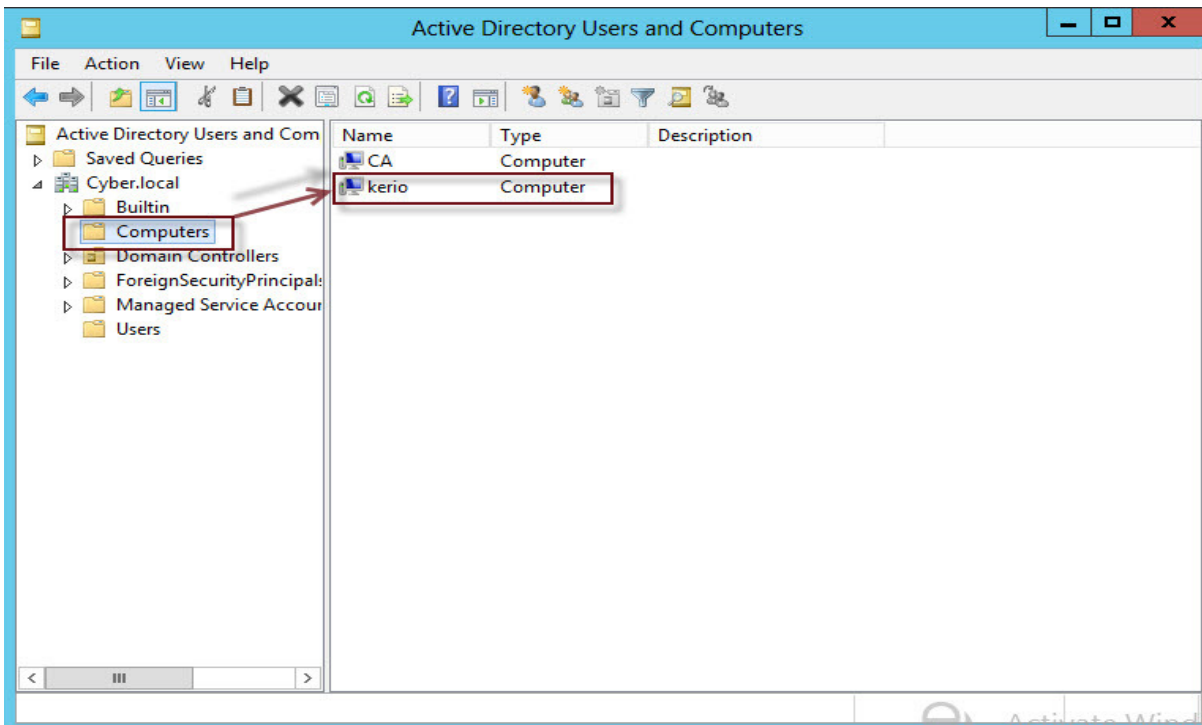 Active Directory Users and Computers
File Action View Help
Active Directory Users and Com
Saved Queries
Cyber.local
Builtin
Computers
Domain Controllers
ForeignSecurityPrincipals
Managed Service Accour
Users
Name Type Description
CA Computer
kerio Computer